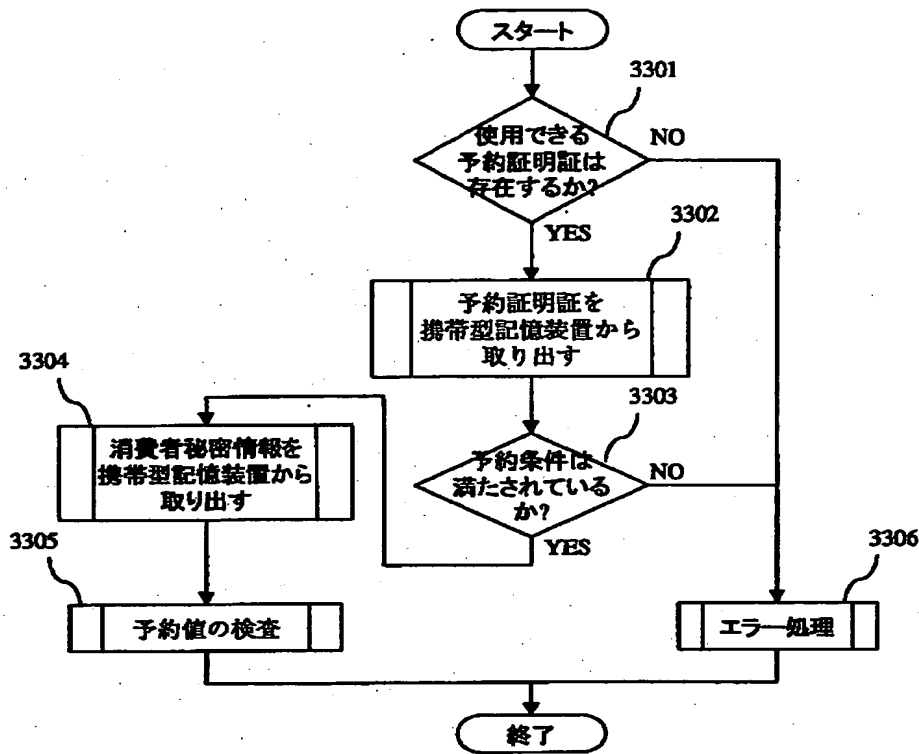 スタート
3301
使用できる
予約証明証は
存在するか?
NO
YES
3302
予約証明証を
携帯型記憶装置から
取り出す
3303
予約条件は
満たされている
か?
NO
YES
3304
消費者秘密情報を
携帯型記憶装置から
取り出す
3305
予約値の検査
3306
エラー処理
終了